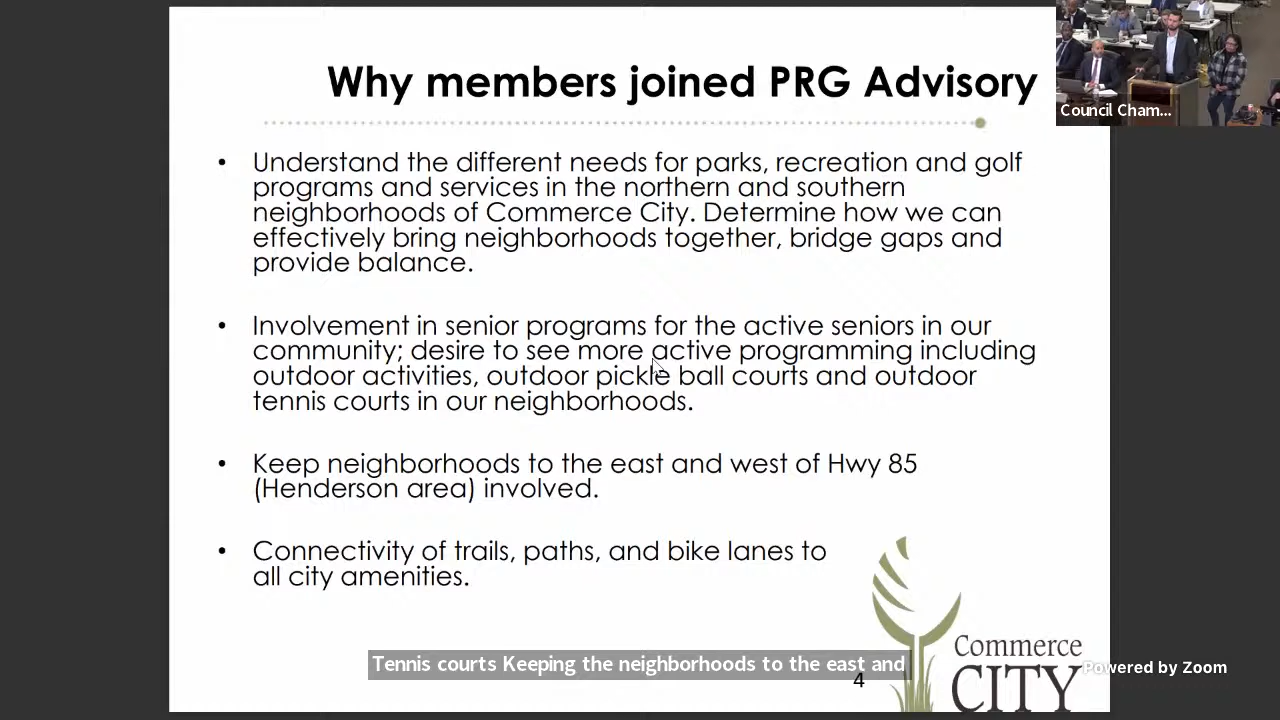 Why members joined PRG Advisory
Council Cham...
• Understand the different needs for parks, recreation and golf
programs and services in the northern and southern
neighborhoods of Commerce City. Determine how we can
effectively bring neighborhoods together, bridge gaps and
provide balance.
• Involvement in senior programs for the active seniors in our
community; desire to see more active programming including
outdoor activities, outdoor pickle ball courts and outdoor
tennis courts in our neighborhoods.
• Keep neighborhoods to the east and west of Hwy 85
(Henderson area) involved.
• Connectivity of trails, paths, and bike lanes to
all city amenities.
Commerce
CITY
Tennis courts Keeping the neighborhoods to the east and
4
Powered by Zoom